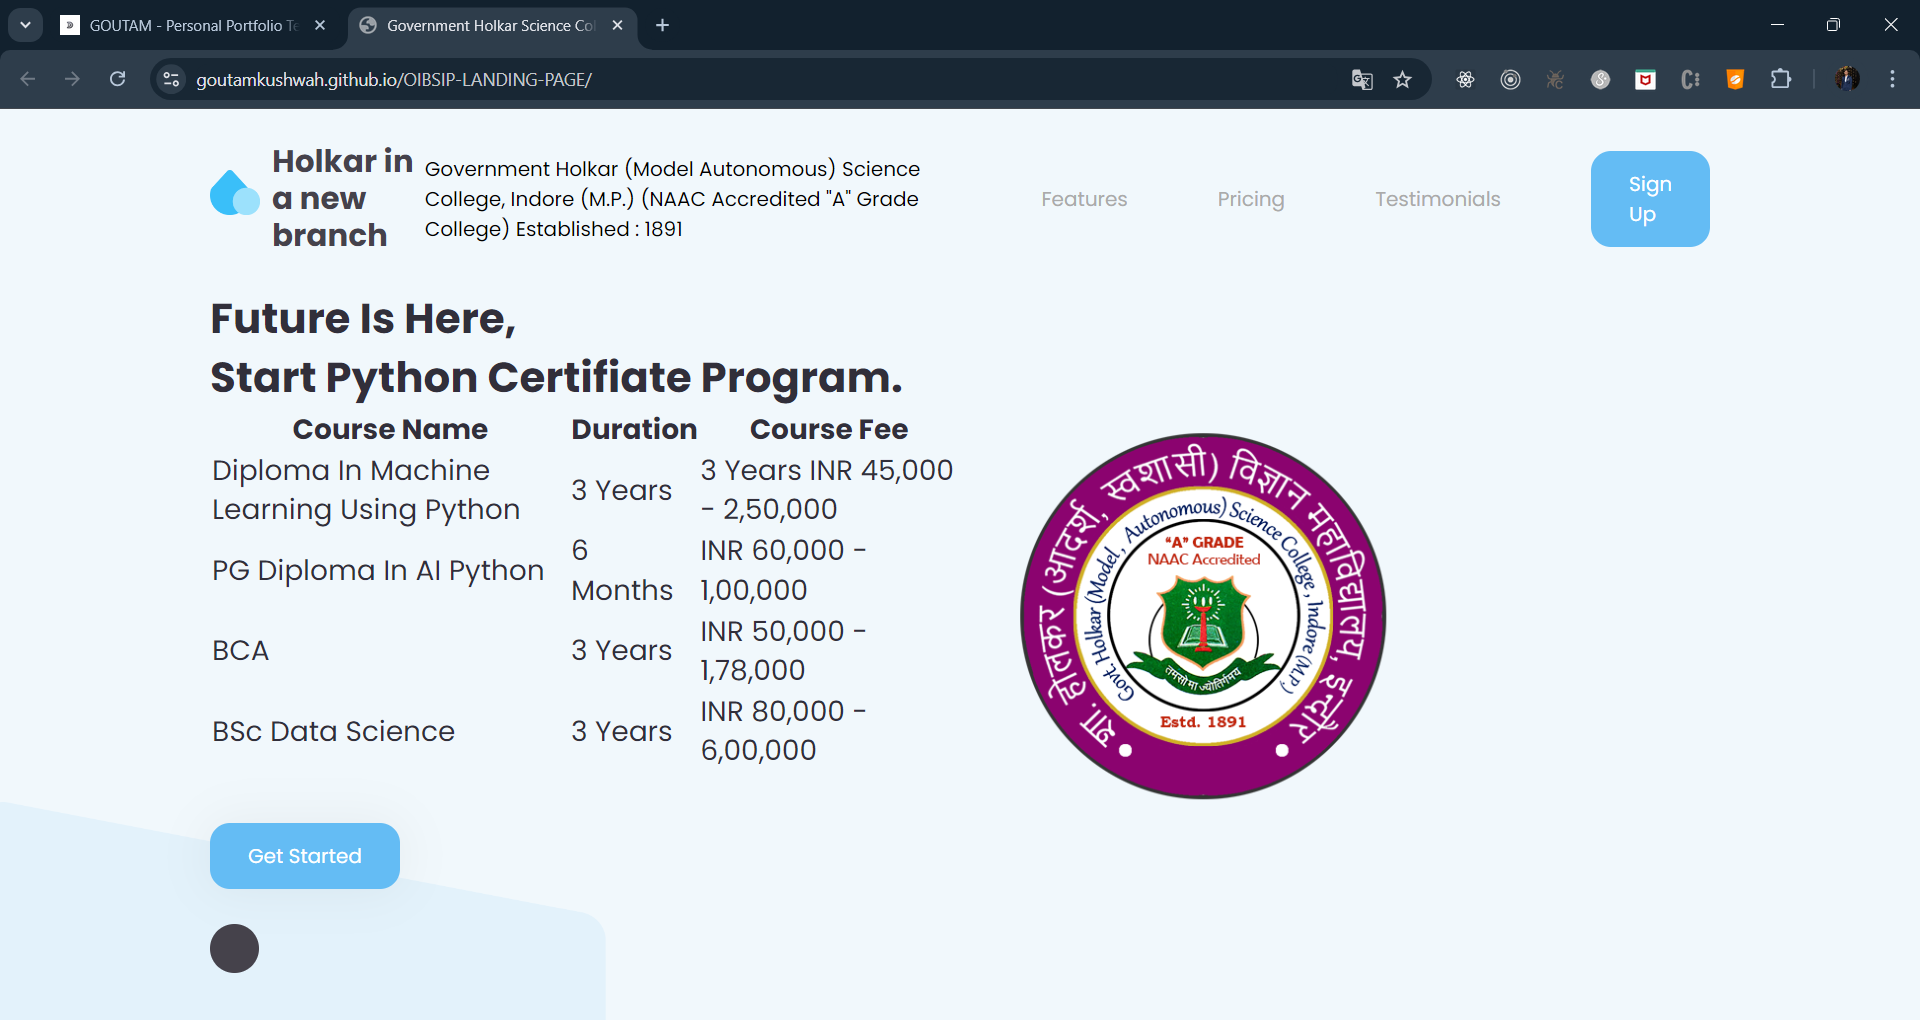 GOUTAM - Personal Portfolio Te
Government Holkar Science Col
goutamkushwah.github.io/OIBSIP-LANDING-PAGE/
Holkar in
a new
branch
Government Holkar (Model Autonomous) Science
College, Indore (M.P.) (NAAC Accredited "A" Grade
College) Established : 1891
Features
Pricing
Testimonials
Sign
Up
Future Is Here,
Start Python Certifiate Program.
Course Name Duration Course Fee
Diploma In Machine
Learning Using Python
3 Years
3 Years INR 45,000
- 2,50,000
PG Diploma In AI Python
6
Months
INR 60,000 -
1,00,000
BCA
3 Years
INR 50,000 -
1,78,000
BSc Data Science
3 Years
INR 80,000 -
6,00,000
Get Started
शा. होलकर (आदर्श, स्वशासी) विज्ञान महाविद्यालय, इन्दौर
Govt. Holkar (Model, Autonomous) Science College, Indore (M.P.)
"A" GRADE
NAAC Accredited
तमसो मा ज्योतिर्गमय
Estd. 1891